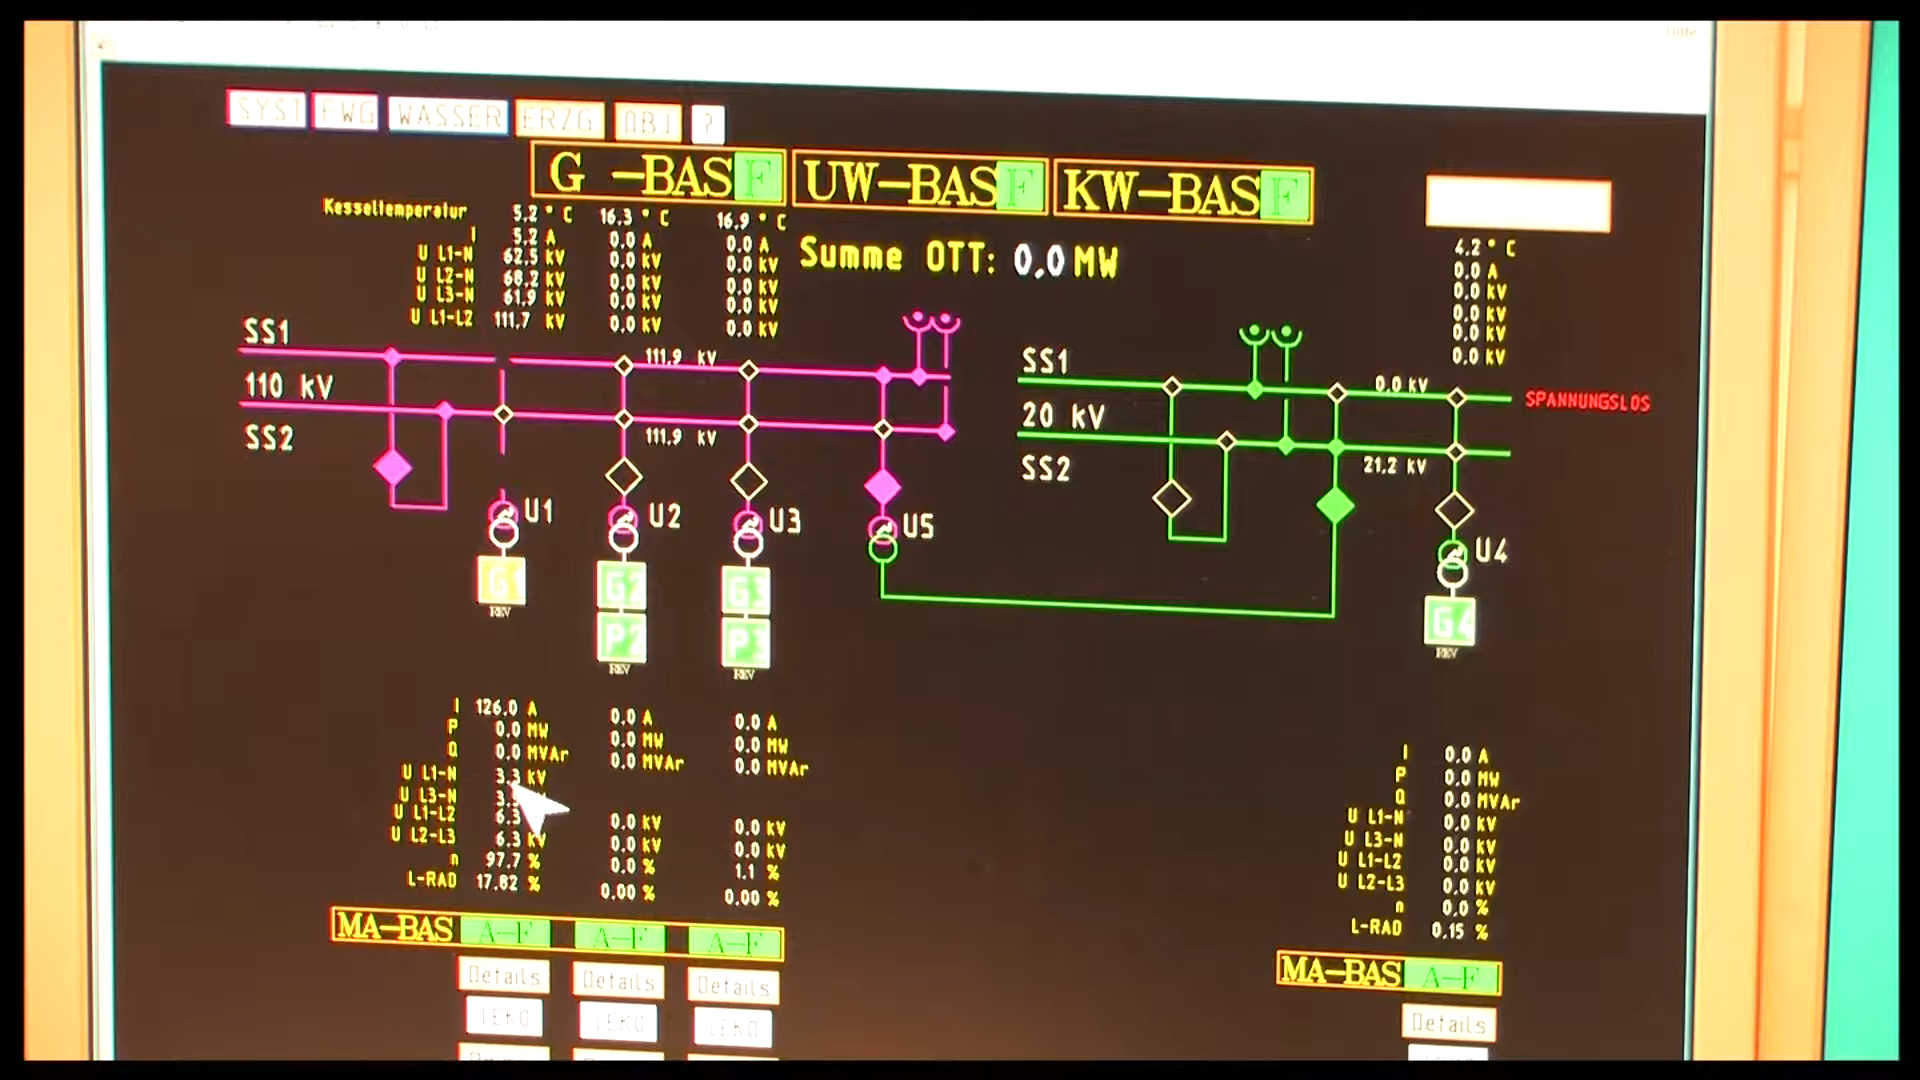 Hilfe
SYST FWG WASSER ERZG OBJ ?
G -BAS F UW-BAS F KW-BAS F
Kesseltemperatur 5.2 °C 16.3 °C 16.9 °C 4.2 °C
I 5.2 A 0.0 A 0.0 A 0.0 A
U L1-N 62.5 kV 0.0 kV 0.0 kV 0.0 kV
U L2-N 68.2 kV 0.0 kV 0.0 kV 0.0 kV
U L3-N 61.9 kV 0.0 kV 0.0 kV 0.0 kV
U L1-L2 111.7 kV 0.0 kV 0.0 kV 0.0 kV
Summe OTT: 0,0 MW
SS1 111.9 kV
110 kV
SS2 111.9 kV
SS1 0.0 kV SPANNUNGSLOS
20 kV
SS2 21.2 kV
U1 U2 U3 U5 U4
G1 G2 G3 G4
REV P2 P3 REV
REV REV
I 126.0 A 0.0 A 0.0 A
P 0.0 MW 0.0 MW 0.0 MW
Q 0.0 MVAr 0.0 MVAr 0.0 MVAr
U L1-N 3.3 kV
U L3-N 3.
U L1-L2 6.3 0.0 kV 0.0 kV
U L2-L3 6.3 kV 0.0 kV 0.0 kV
n 97.7 % 0.0 % 1.1 %
L-RAD 17.82 % 0.00 % 0.00 %
I 0.0 A
P 0.0 MW
Q 0.0 MVAr
U L1-N 0.0 kV
U L3-N 0.0 kV
U L1-L2 0.0 kV
U L2-L3 0.0 kV
n 0.0 %
L-RAD 0.15 %
MA-BAS A-F A-F A-F
Details Details Details
LEKO LEKO LEKO
MA-BAS A-F
Details